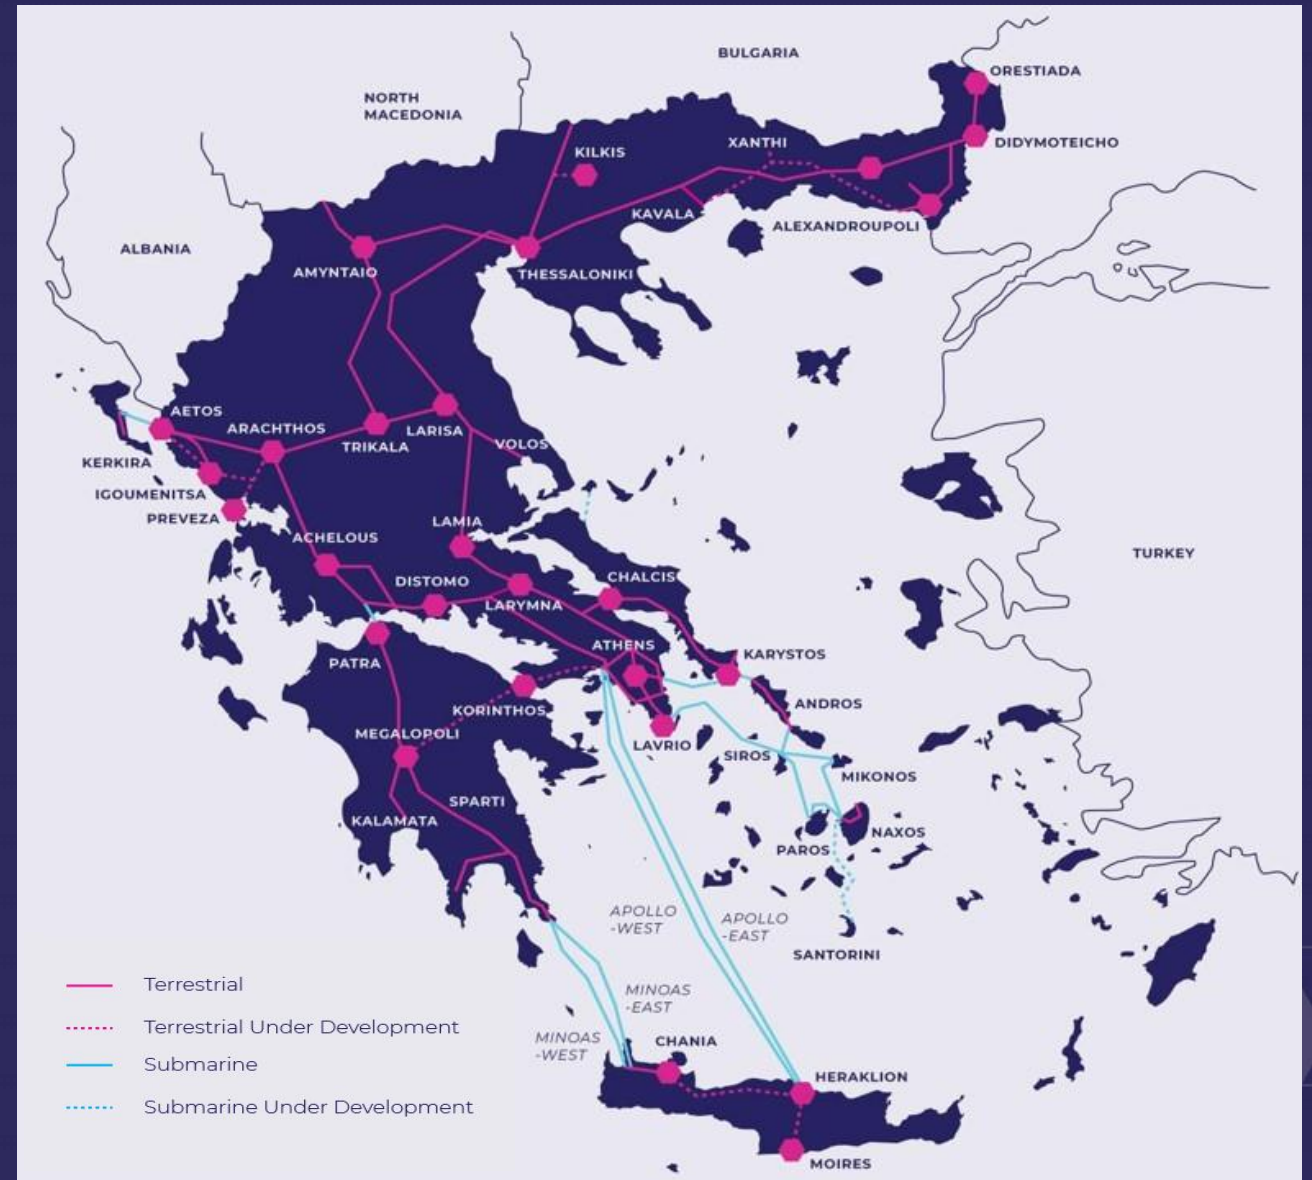 BULGARIA
ORESTIADA
NORTH
MACEDONIA
DIDYMOTEICHO
XANTHI
KILKIS
KAVALA
ALEXANDROUPOLI
ALBANIA
AMYNTAIO
THESSALONIKI
AETOS
ARACHTHOS
TRIKALA
LARISA
VOLOS
KERKIRA
IGOUMENITSA
PREVEZA
LAMIA
ACHELOUS
TURKEY
DISTOMO
CHALCIS
LARYMNA
ATHENS
KARYSTOS
PATRA
ANDROS
KORINTHOS
MEGALOPOLI
LAVRIO
SIROS
MIKONOS
SPARTI
KALAMATA
NAXOS
PAROS
APOLLO
-WEST
APOLLO
-EAST
SANTORINI
MINOAS
-EAST
MINOAS
-WEST
CHANIA
HERAKLION
MOIRES
Terrestrial
Terrestrial Under Development
Submarine
Submarine Under Development